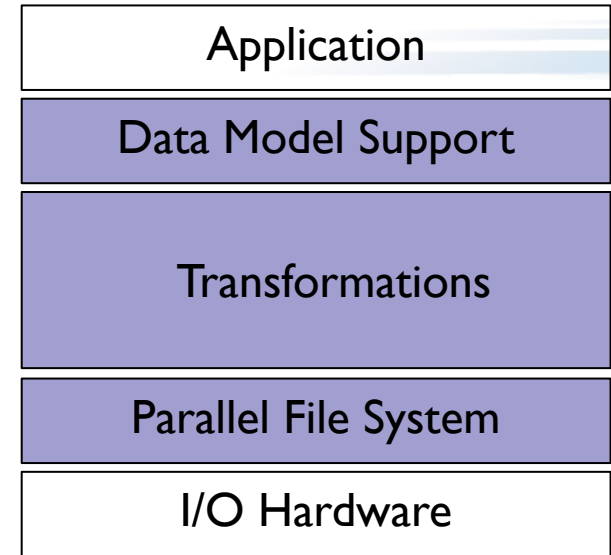 Application
Data Model Support
Transformations
Parallel File System
I/O Hardware